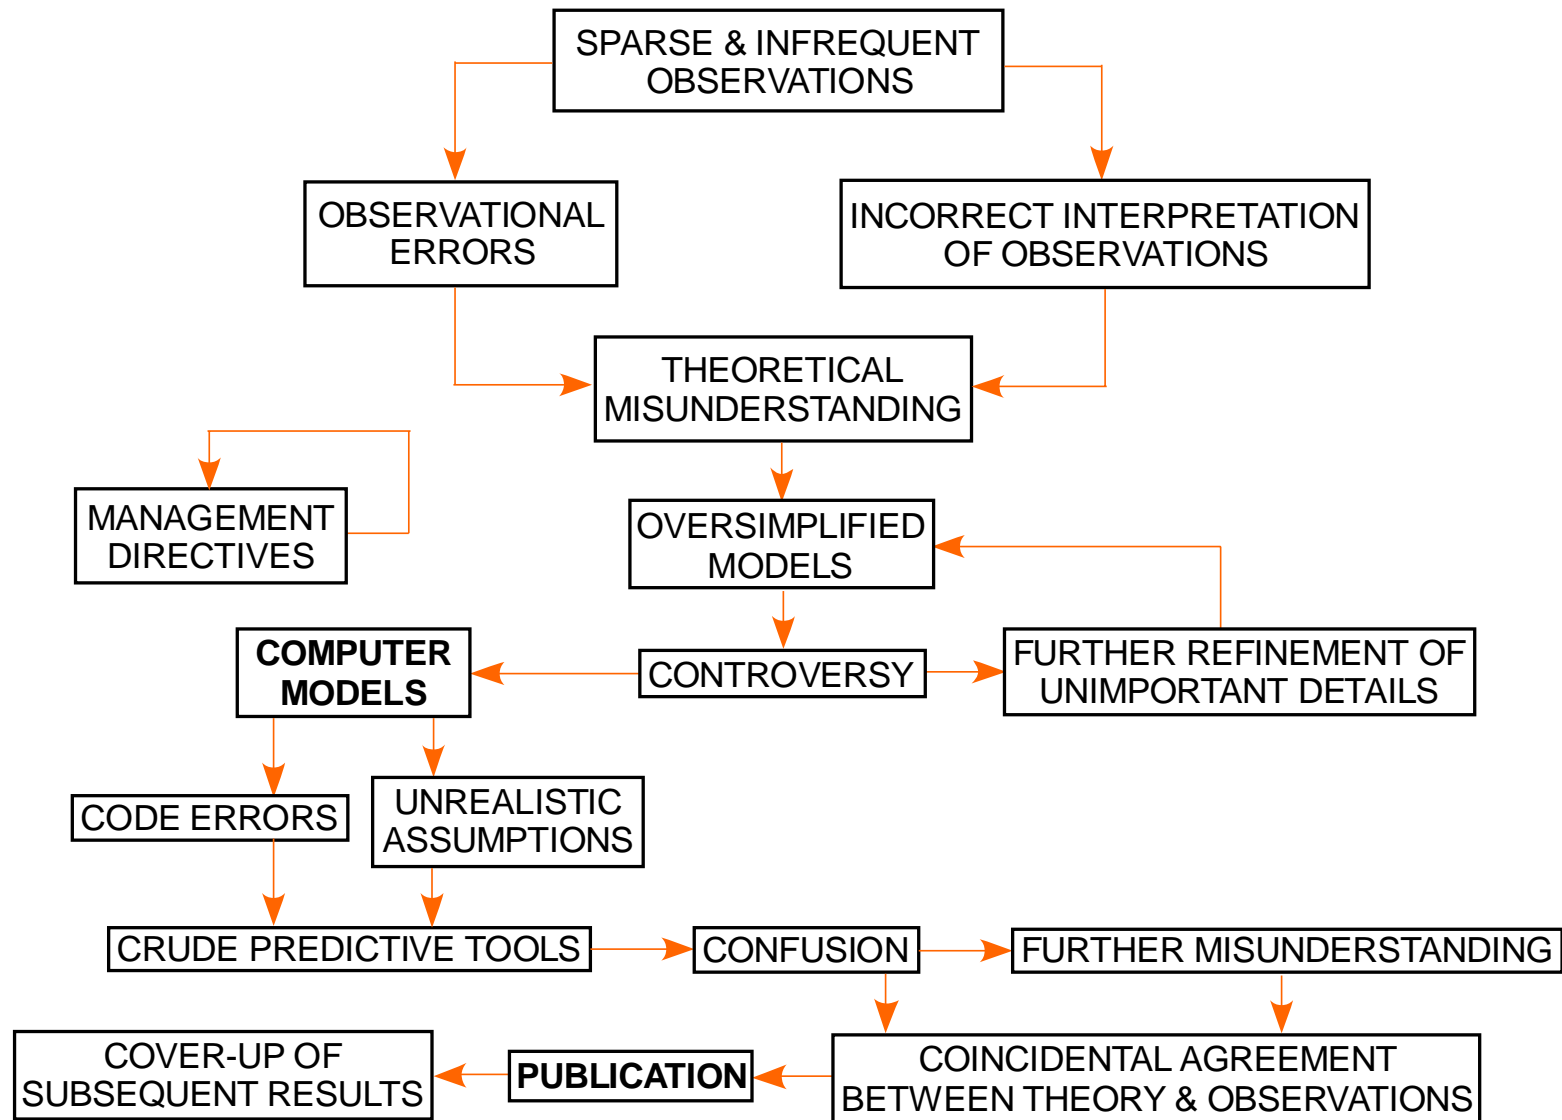 SPARSE & INFREQUENT
OBSERVATIONS
OBSERVATIONAL
ERRORS
INCORRECT INTERPRETATION
OF OBSERVATIONS
THEORETICAL
MISUNDERSTANDING
MANAGEMENT
DIRECTIVES
OVERSIMPLIFIED
MODELS
COMPUTER
MODELS
CONTROVERSY
FURTHER REFINEMENT OF
UNIMPORTANT DETAILS
CODE ERRORS
UNREALISTIC
ASSUMPTIONS
CRUDE PREDICTIVE TOOLS
CONFUSION
FURTHER MISUNDERSTANDING
COVER-UP OF
SUBSEQUENT RESULTS
PUBLICATION
COINCIDENTAL AGREEMENT
BETWEEN THEORY & OBSERVATIONS